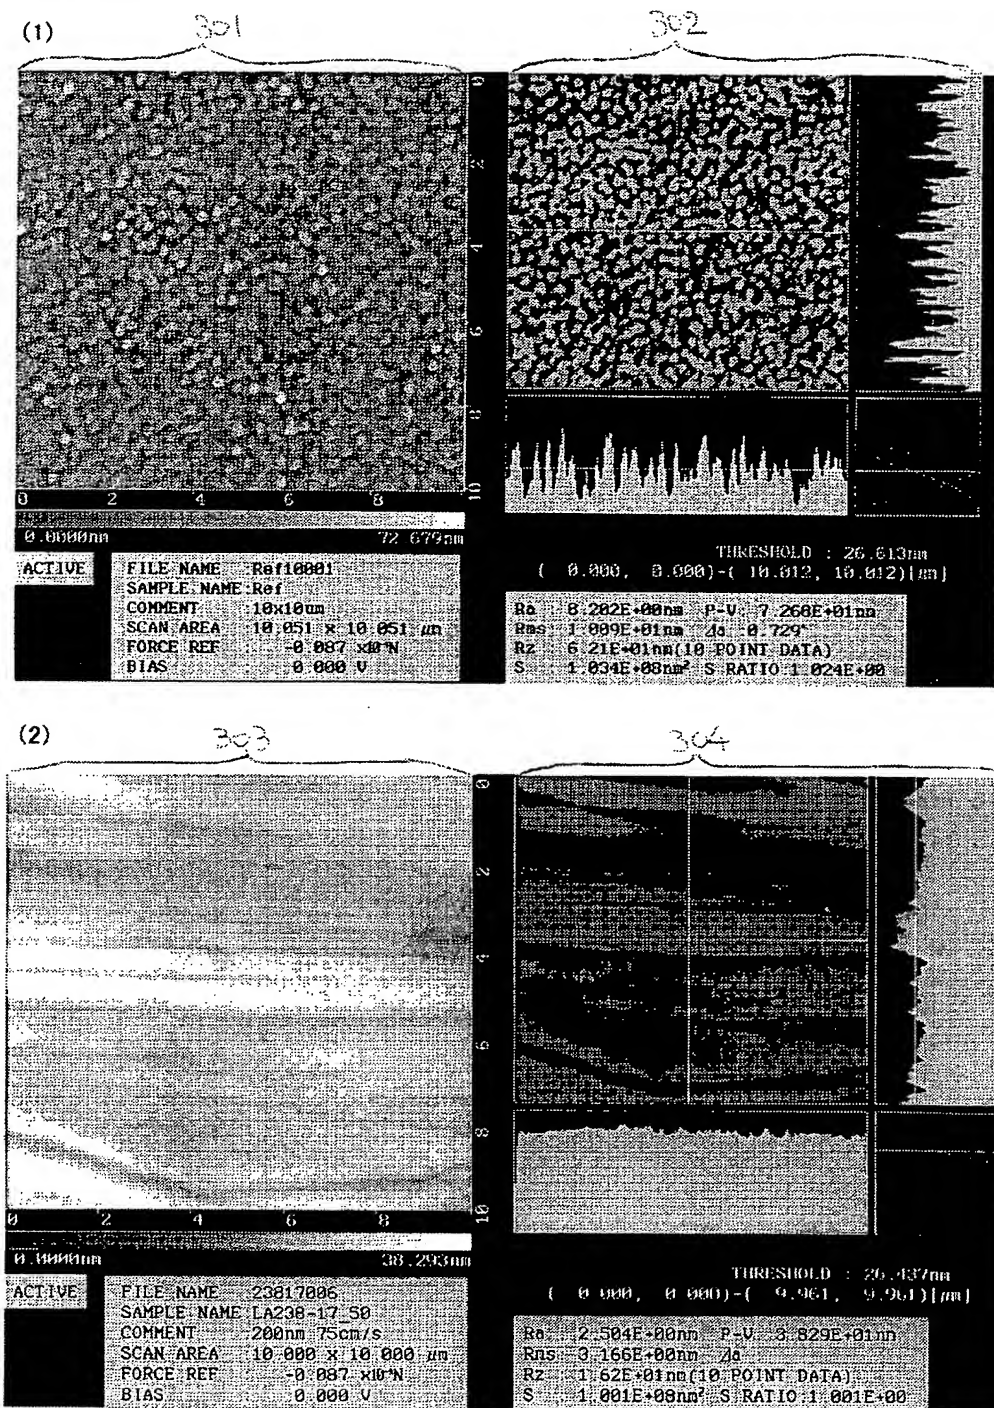 (1)
301
302
0
2
4
6
8
10
0 2 4 6 8
0.0000nm 72.679nm
ACTIVE
FILE NAME :Ref10001
SAMPLE NAME:Ref
COMMENT :10x10um
SCAN AREA :10.051 x 10.051 μm
FORCE REF : -0.087 x10⁻⁹N
BIAS : 0.000 V
THRESHOLD : 26.613nm
( 0.000, 0.000)-( 10.012, 10.012)[μm]
Ra : 8.202E+00nm P-V: 7.268E+01nm
Rms : 1.009E+01nm Δa : 0.729°
Rz : 6.21E+01nm(10 POINT DATA)
S : 1.034E+08nm² S RATIO:1.024E+00
(2)
303
304
0
2
4
6
8
10
0 2 4 6 8
0.0000nm 38.293nm
ACTIVE
FILE NAME :23817006
SAMPLE NAME:LA238-17_50
COMMENT :200nm 75cm/s
SCAN AREA :10.000 x 10.000 μm
FORCE REF : -0.087 x10⁻⁹N
BIAS : 0.000 V
THRESHOLD : 26.437nm
( 0.000, 0.000)-( 9.961, 9.961)[μm]
Ra : 2.504E+00nm P-V: 3.829E+01nm
Rms : 3.166E+00nm Δa
Rz : 1.62E+01nm(10 POINT DATA)
S : 1.001E+08nm² S RATIO:1.001E+00